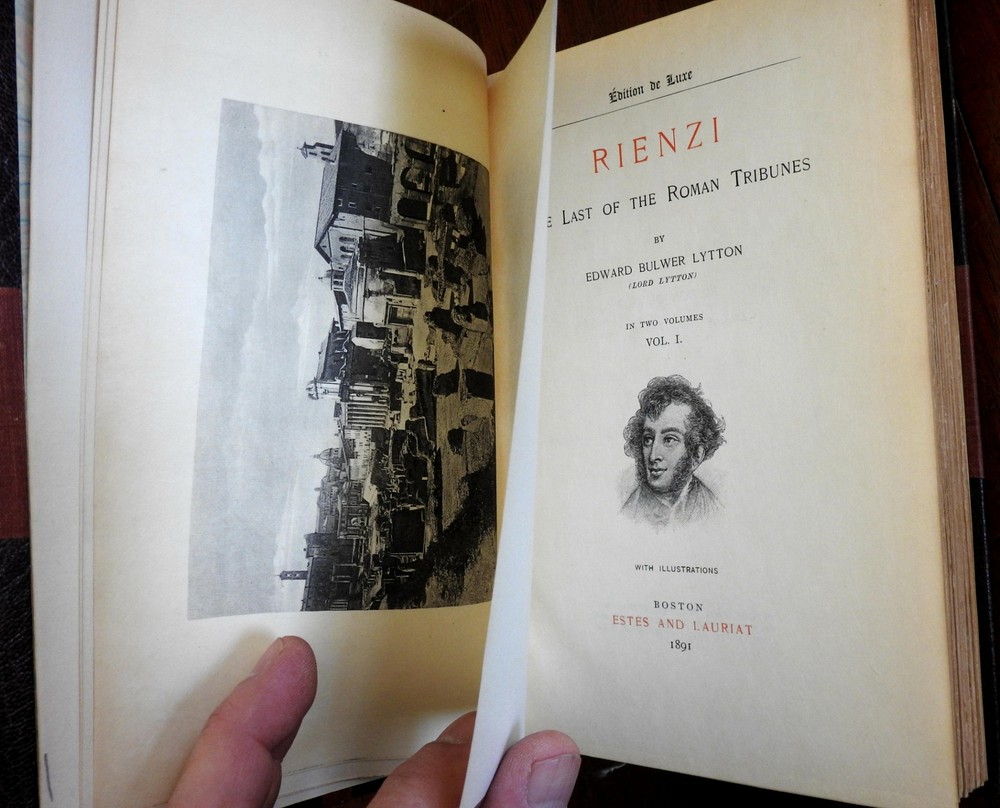 Édition de Luxe
RIENZI
E LAST OF THE ROMAN TRIBUNES
BY
EDWARD BULWER LYTTON
(LORD LYTTON)
IN TWO VOLUMES
VOL. I.
WITH ILLUSTRATIONS
BOSTON
ESTES AND LAURIAT
1891